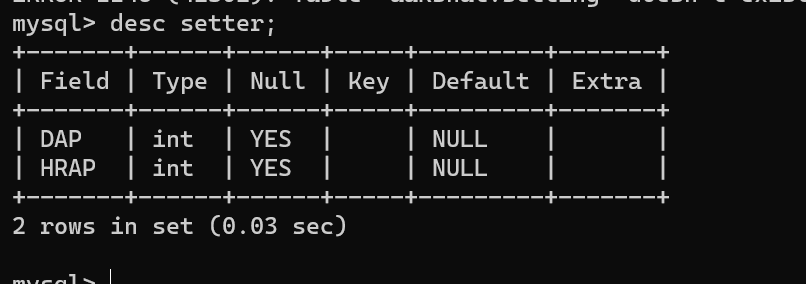 mysql> desc setter;
+-------+------+------+-----+---------+-------+
| Field | Type | Null | Key | Default | Extra |
+-------+------+------+-----+---------+-------+
| DAP   | int  | YES  |     | NULL    |       |
| HRAP  | int  | YES  |     | NULL    |       |
+-------+------+------+-----+---------+-------+
2 rows in set (0.03 sec)
mysql>